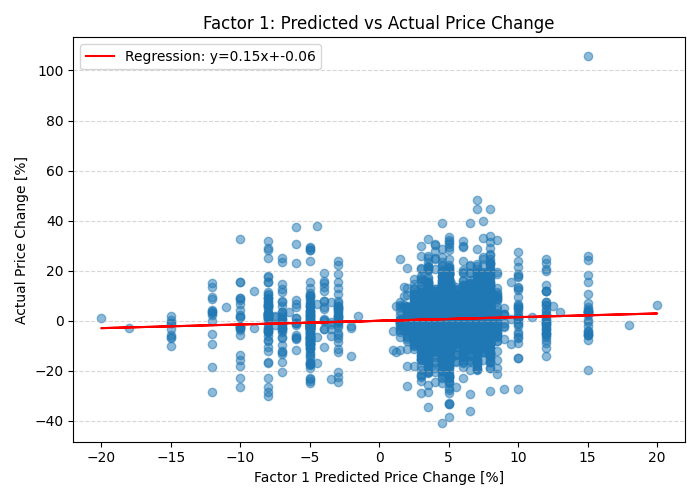 Factor 1: Predicted vs Actual Price Change
Regression: y=0.15x+-0.06
Actual Price Change [%]
100
80
60
40
20
0
−20
−40
−20 −15 −10 −5 0 5 10 15 20
Factor 1 Predicted Price Change [%]